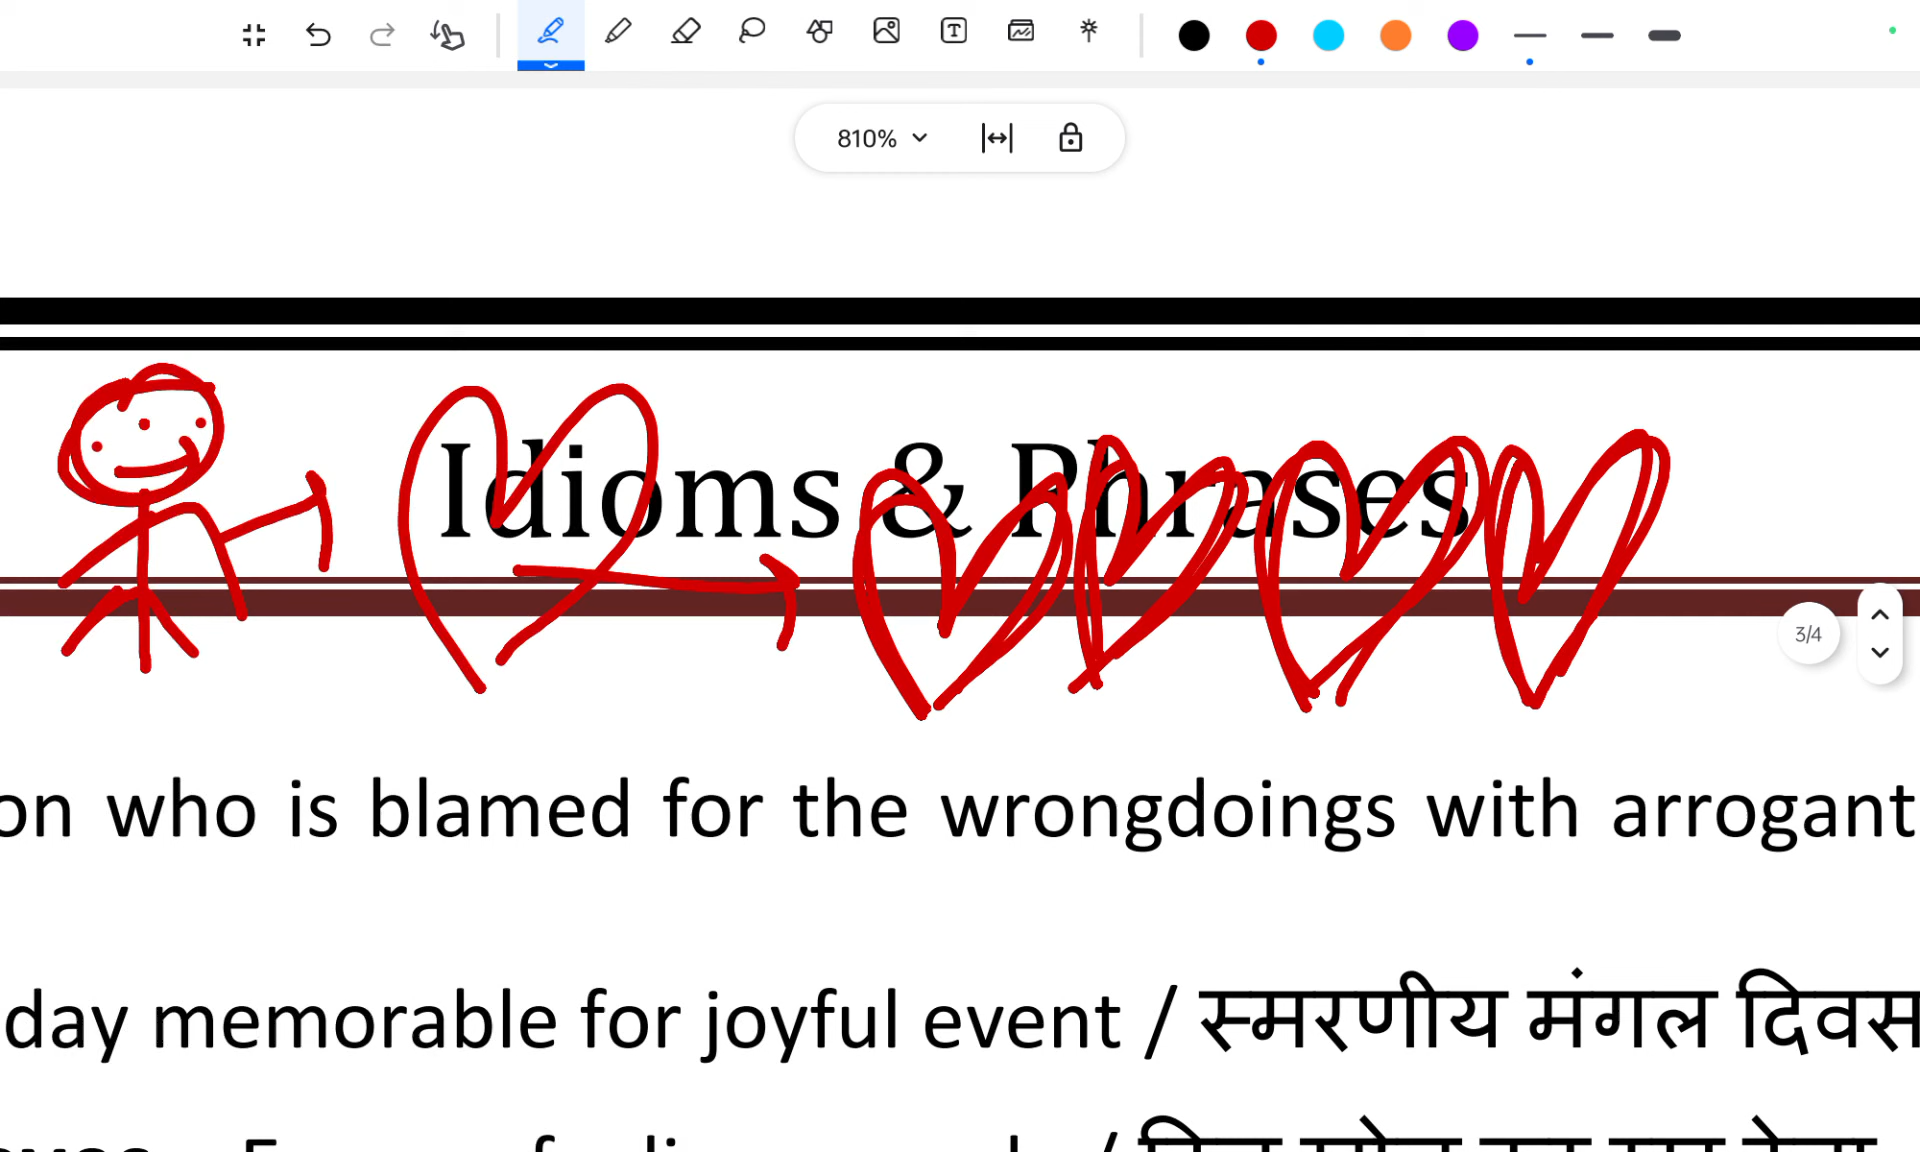 810%
Idioms & Phrases
3/4
on who is blamed for the wrongdoings with arrogant
day memorable for joyful event / स्मरणीय मंगल दिवस